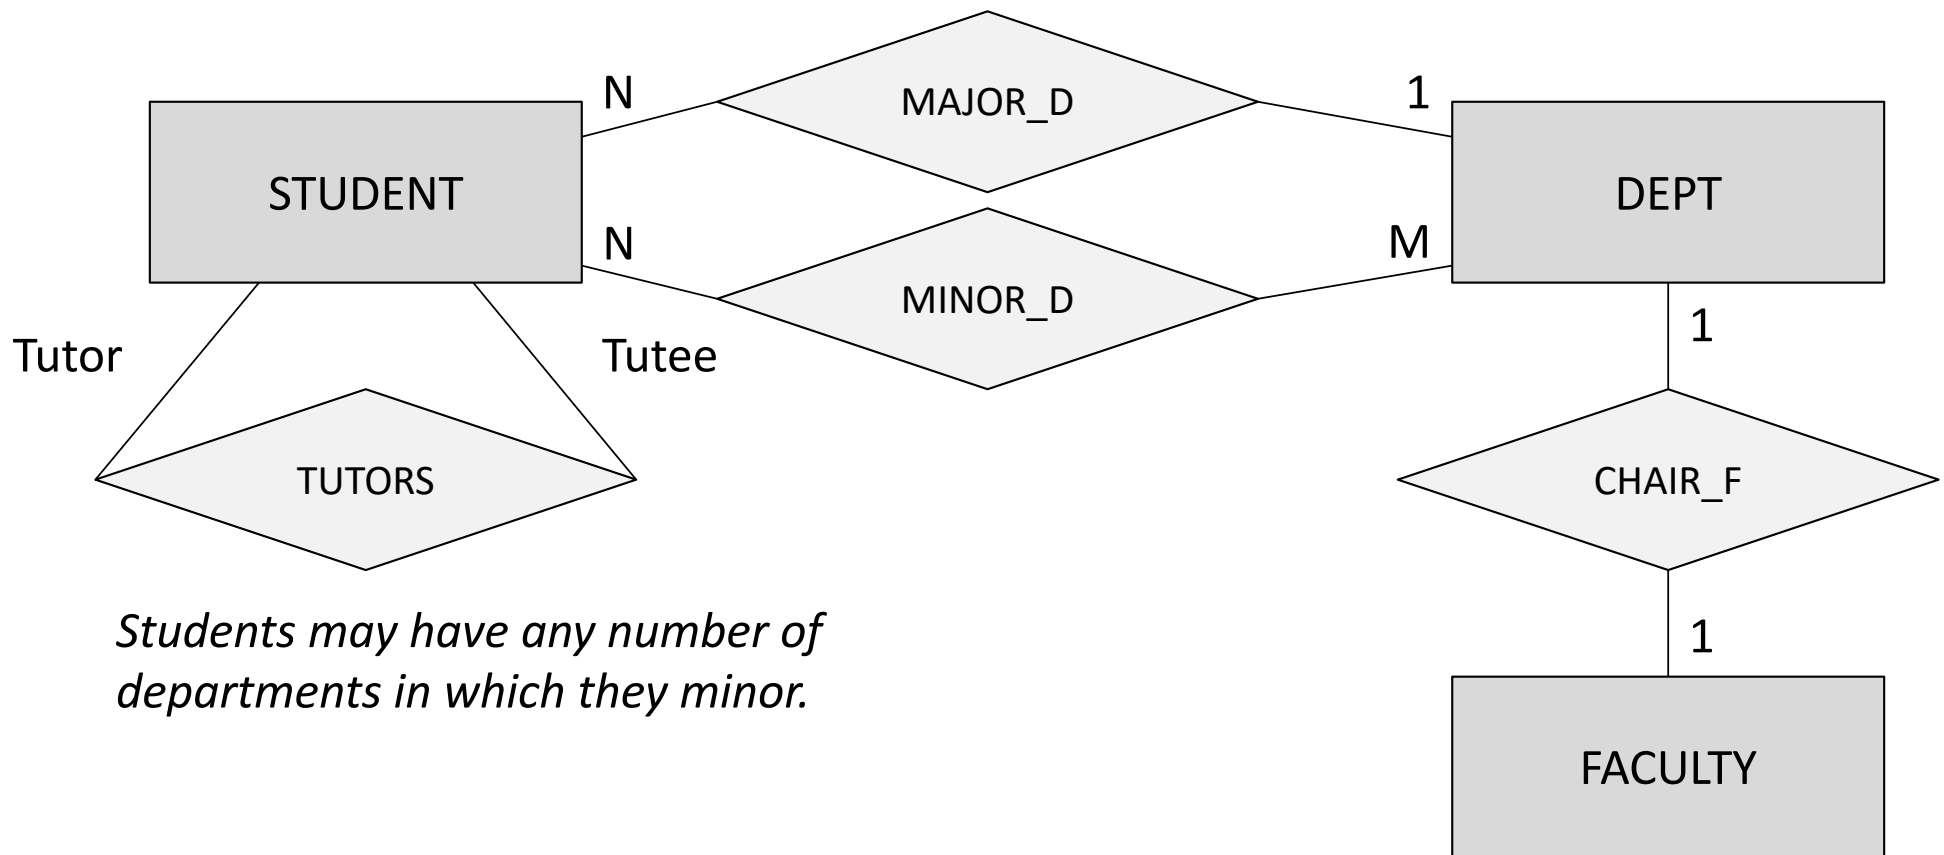 N
MAJOR_D
1
STUDENT
DEPT
N
MINOR_D
M
Tutor
Tutee
1
TUTORS
CHAIR_F
Students may have any number of
departments in which they minor.
1
FACULTY